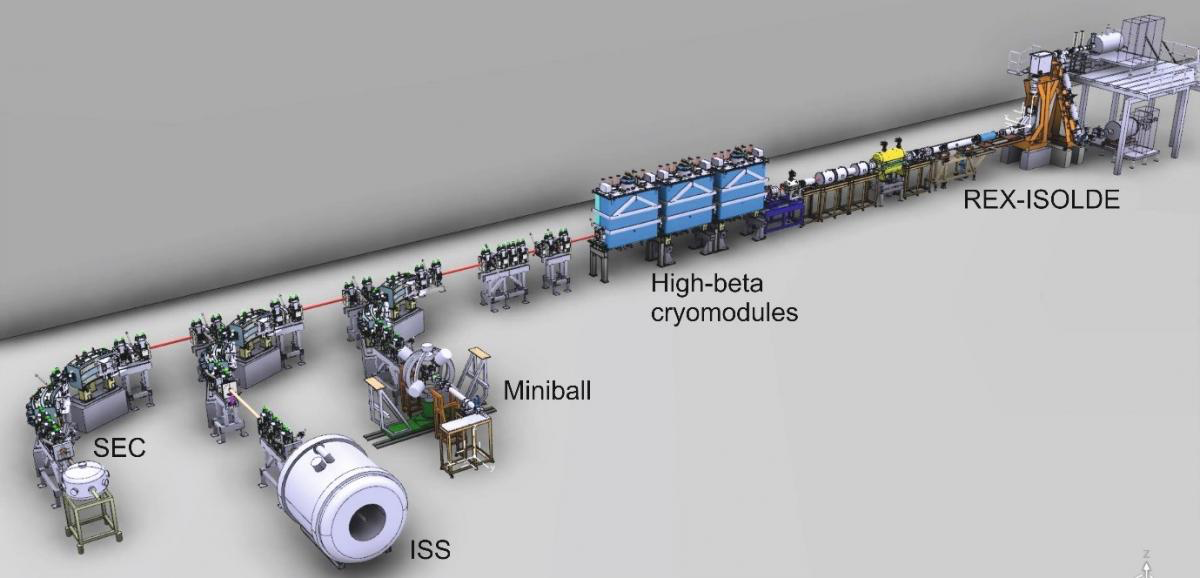 REX-ISOLDE
High-beta
cryomodules
Miniball
SEC
ISS
z